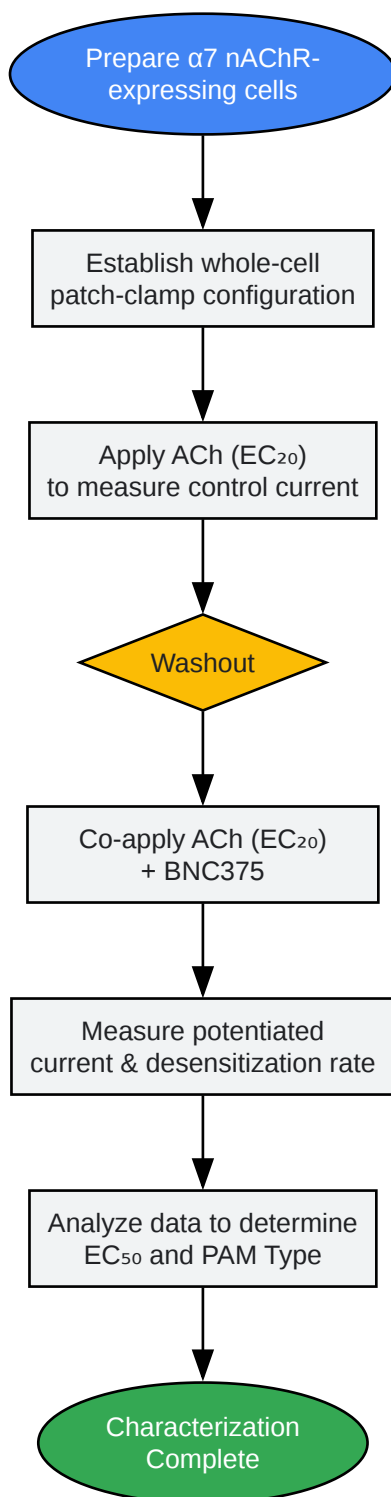 Prepare α7 nAChR-
expressing cells
Establish whole-cell
patch-clamp configuration
Apply ACh (EC₂₀)
to measure control current
Washout
Co-apply ACh (EC₂₀)
+ BNC375
Measure potentiated
current & desensitization rate
Analyze data to determine
EC₅₀ and PAM Type
Characterization
Complete